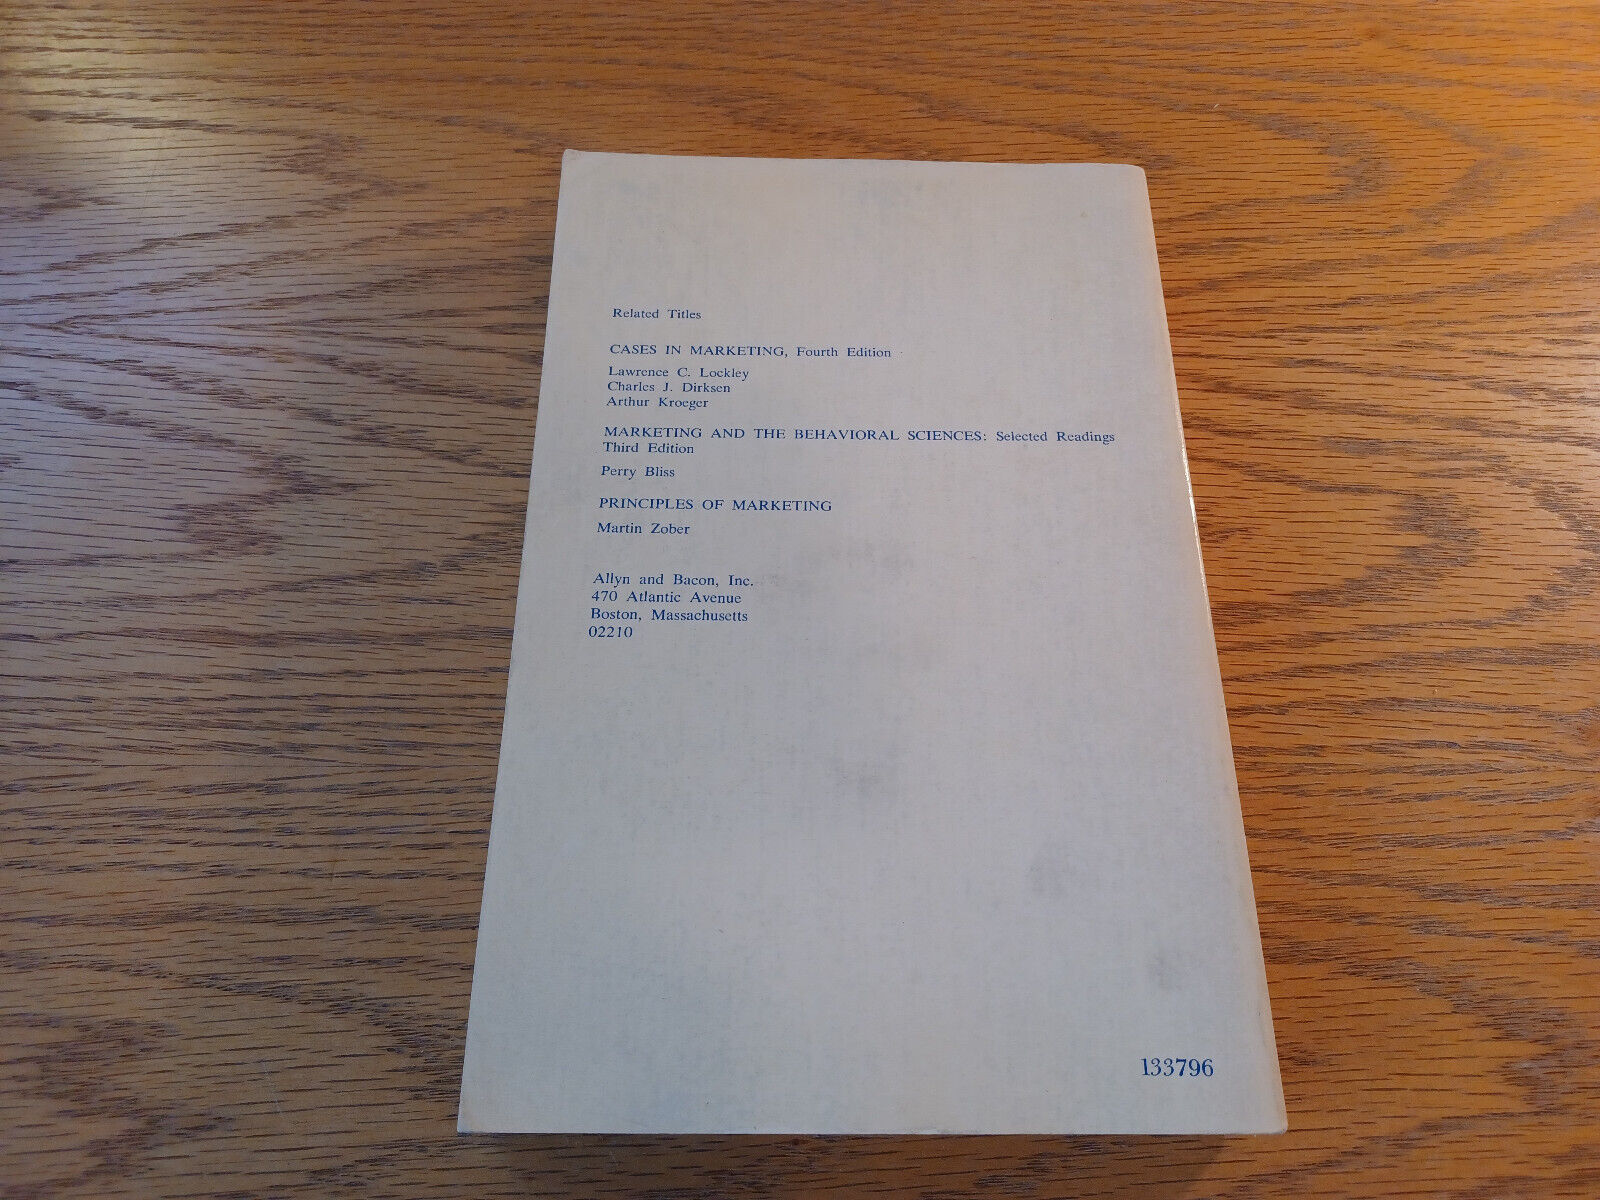 Related Titles
CASES IN MARKETING, Fourth Edition
Lawrence C. Lockley
Charles J. Dirksen
Arthur Kroeger
MARKETING AND THE BEHAVIORAL SCIENCES: Selected Readings
Third Edition
Perry Bliss
PRINCIPLES OF MARKETING
Martin Zober
Allyn and Bacon, Inc.
470 Atlantic Avenue
Boston, Massachusetts
02210
133796